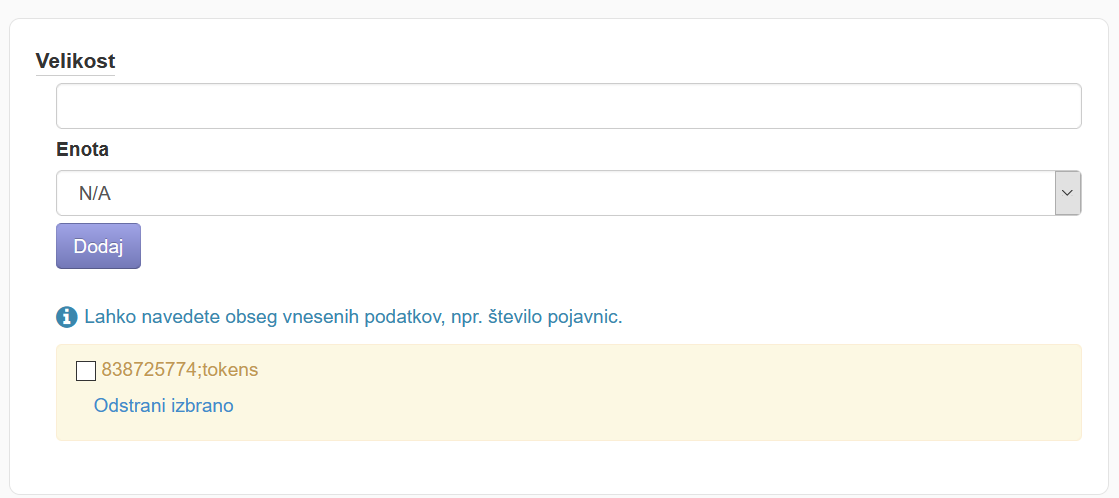 Velikost
Enota
N/A
Dodaj
Lahko navedete obseg vnesenih podatkov, npr. število pojavnic.
838725774;tokens
Odstrani izbrano